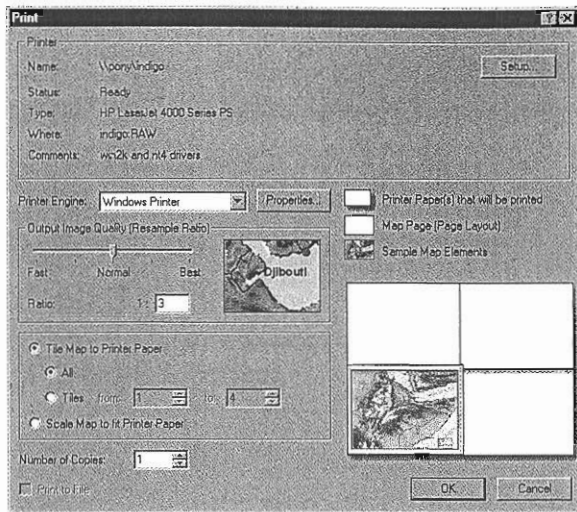 Print
Printer
Name: \\pony\indigo
Setup...
Status: Ready
Type: HP LaserJet 4000 Series PS
Where: indigo:RAW
Comments: win2k and nt4 drivers
Printer Engine: Windows Printer Properties...
Printer Paper(s) that will be printed
Map Page (Page Layout)
Sample Map Elements
Output Image Quality (Resample Ratio)
Fast Normal Best
Djibouti
Ratio: 1 : 3
Tile Map to Printer Paper
All
Tiles from: 1 to: 4
Scale Map to fit Printer Paper
Number of Copies: 1
Print to File
OK Cancel